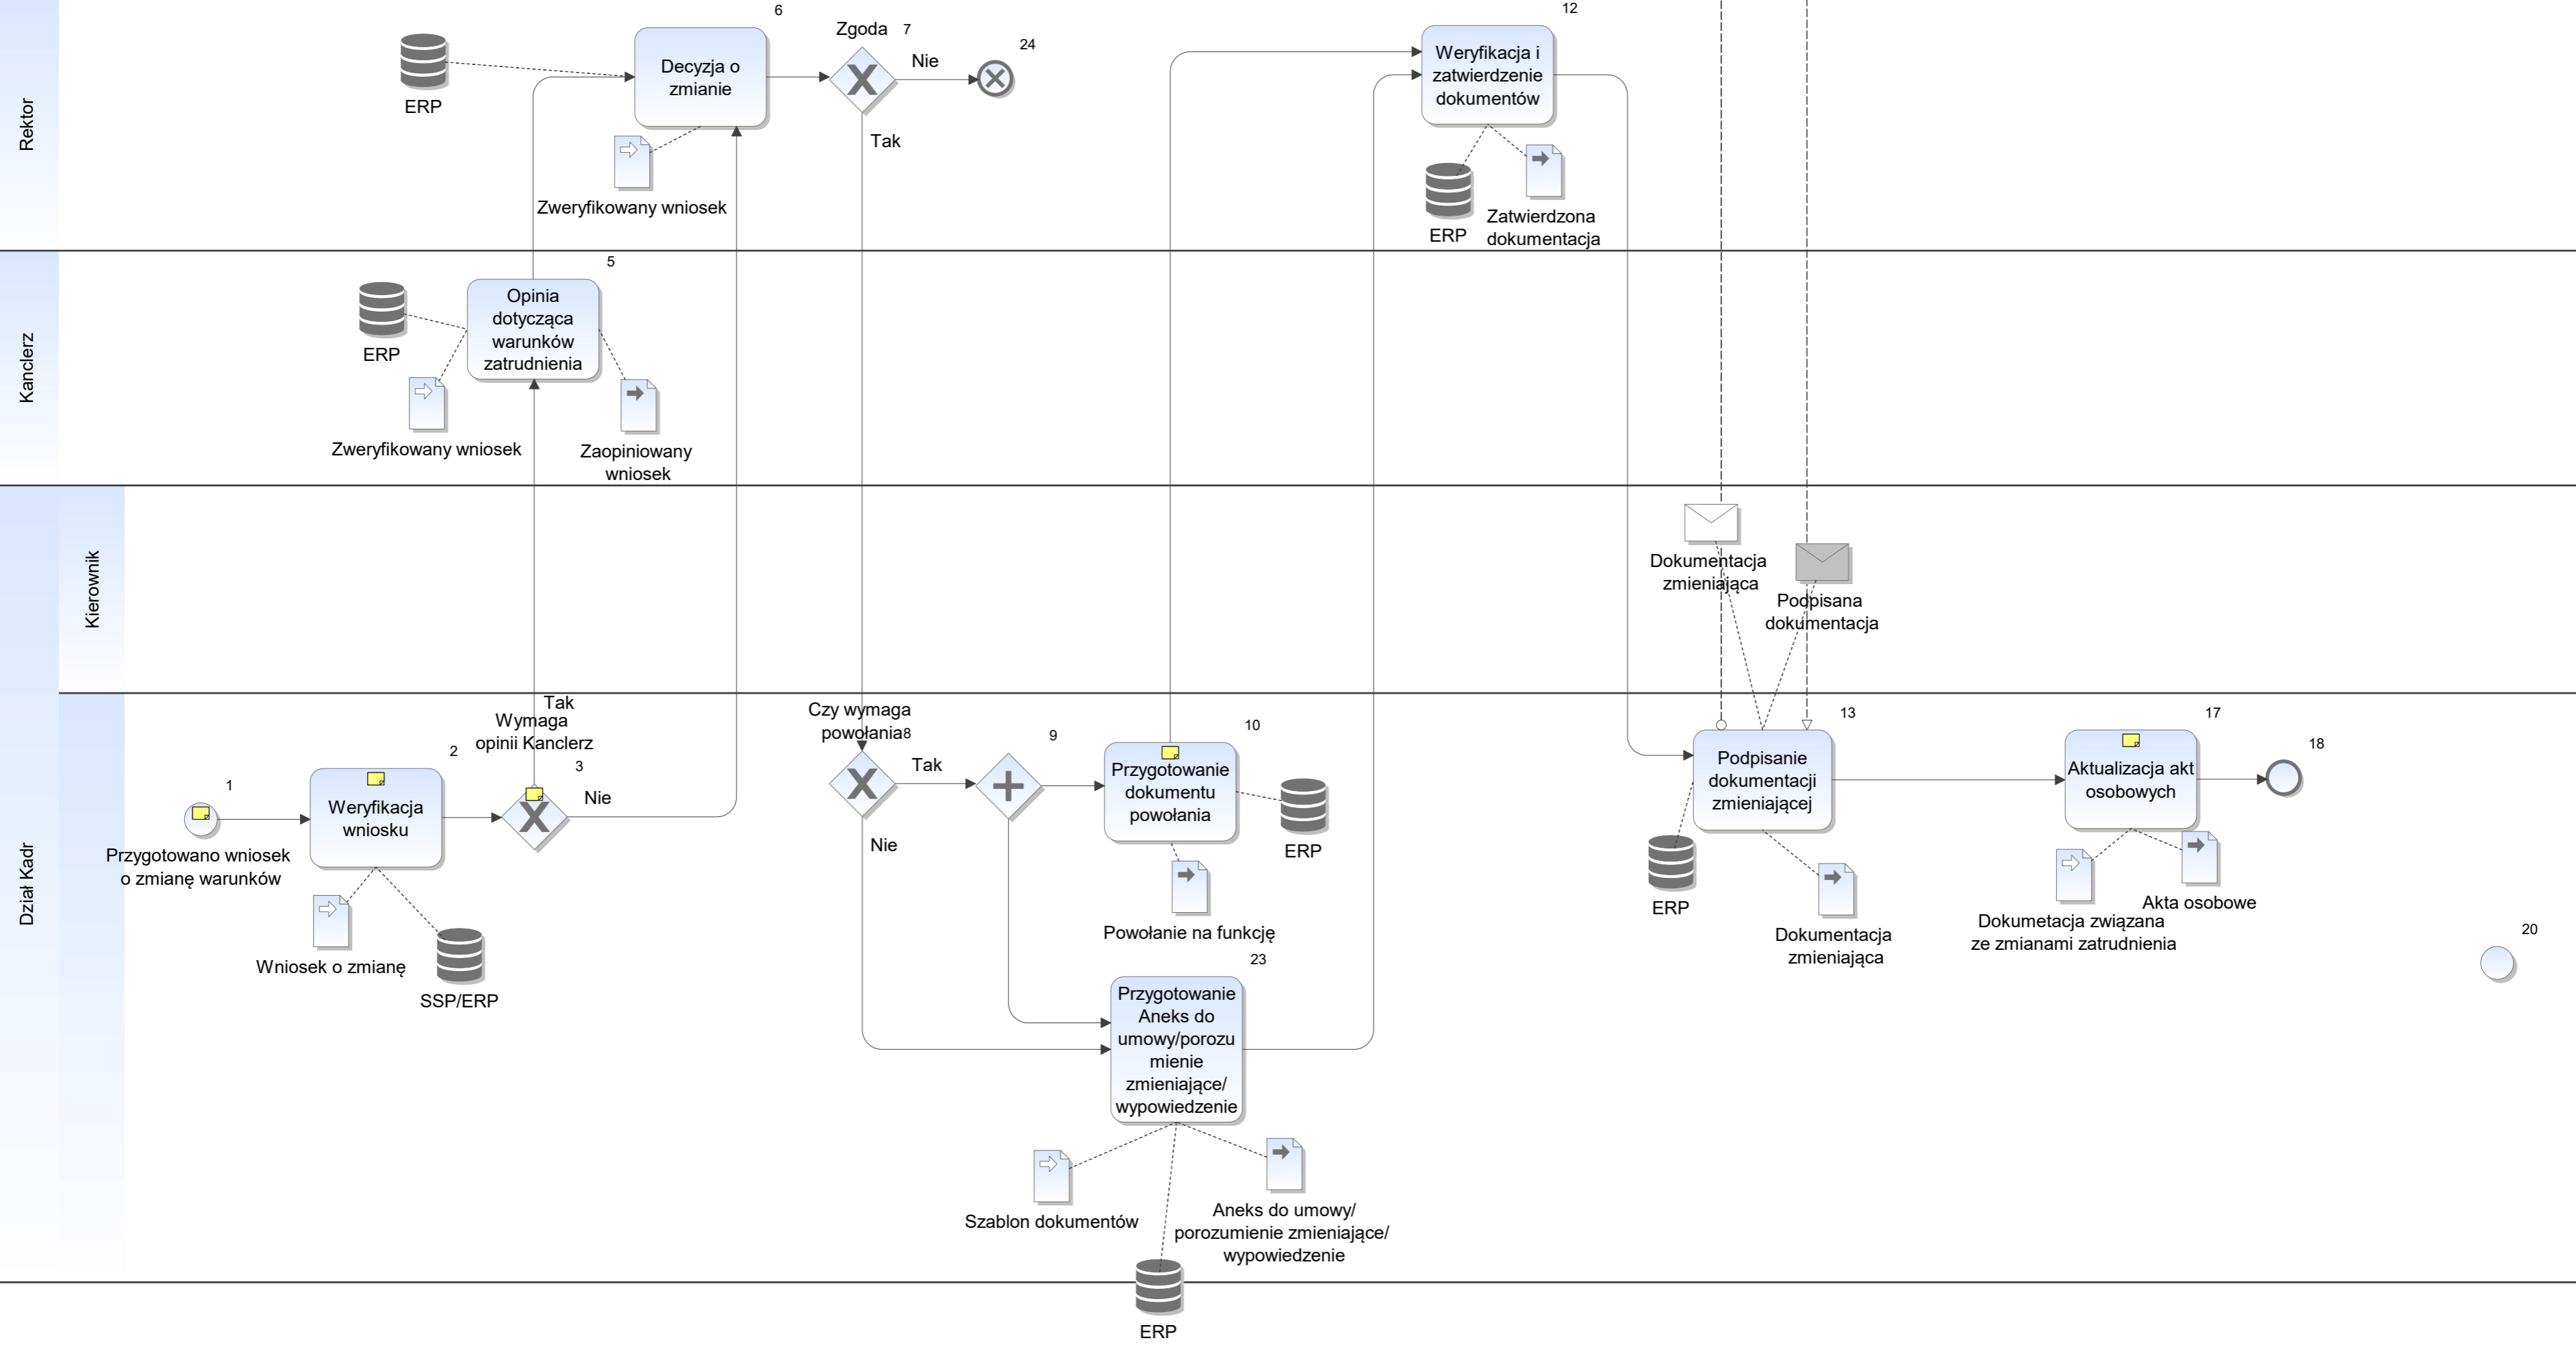 Rektor
6
Decyzja o
zmianie
Zgoda
7
Nie
Tak
24
ERP
Zweryfikowany wniosek
12
Weryfikacja i
zatwierdzenie
dokumentów
ERP
Zatwierdzona
dokumentacja
Kanclerz
5
Opinia
dotycząca
warunków
zatrudnienia
ERP
Zweryfikowany wniosek
Zaopiniowany
wniosek
Dział Kadr
Kierownik
Dokumentacja
zmieniająca
Podpisana
dokumentacja
1
Przygotowano wniosek
o zmianę warunków
2
Weryfikacja
wniosku
Wniosek o zmianę
SSP/ERP
Tak
Wymaga
opinii Kanclerz
3
Nie
Czy wymaga
powołania
8
Tak
Nie
9
10
Przygotowanie
dokumentu
powołania
ERP
Powołanie na funkcję
23
Przygotowanie
Aneks do
umowy/porozu
mienie
zmieniające/
wypowiedzenie
Szablon dokumentów
Aneks do umowy/
porozumienie zmieniające/
wypowiedzenie
ERP
13
Podpisanie
dokumentacji
zmieniającej
ERP
Dokumentacja
zmieniająca
17
Aktualizacja akt
osobowych
18
Akta osobowe
Dokumetacja związana
ze zmianami zatrudnienia
20